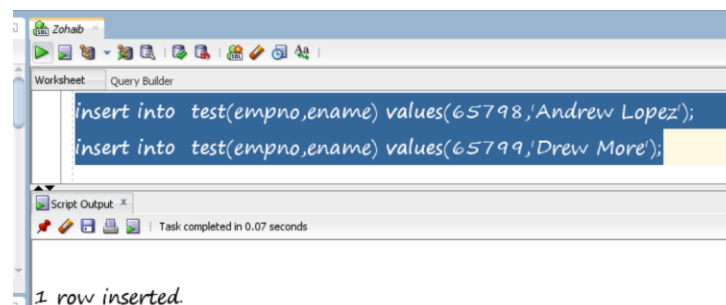 Zohaib
Worksheet Query Builder
insert into test(empno,ename) values(65798,'Andrew Lopez');
insert into test(empno,ename) values(65799,'Drew More');
Script Output x
Task completed in 0.07 seconds
1 row inserted.